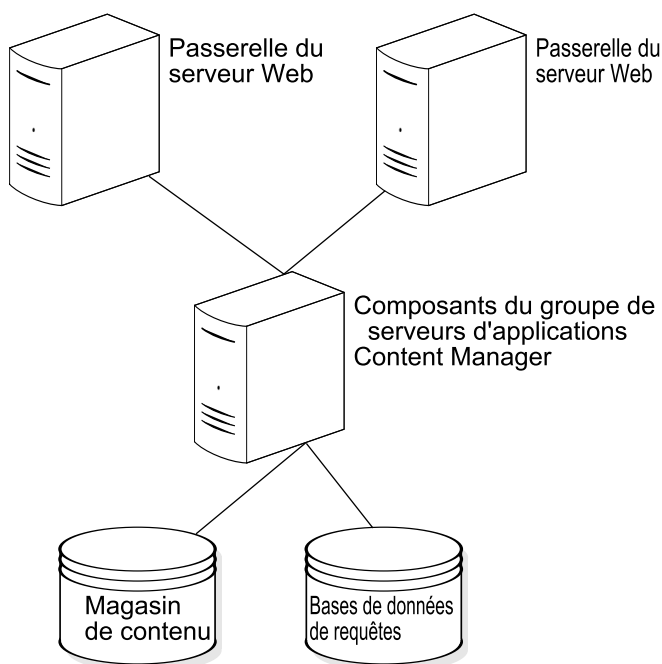 Passerelle du
serveur Web
Passerelle du
serveur Web
Composants du groupe de
serveurs d'applications
Content Manager
Magasin
de contenu
Bases de données
de requêtes